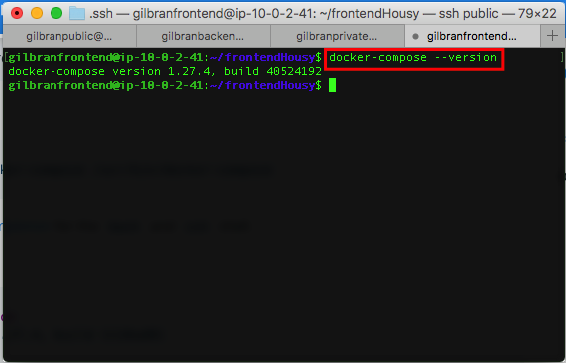 .ssh — gilbranfrontend@ip-10-0-2-41: ~/frontendHousy — ssh public — 79×22
gilbranpublic@... gilbranbacken... gilbranprivate... gilbranfrontend... +
[gilbranfrontend@ip-10-0-2-41:~/frontendHousy$ docker-compose --version ]
docker-compose version 1.27.4, build 40524192
gilbranfrontend@ip-10-0-2-41:~/frontendHousy$